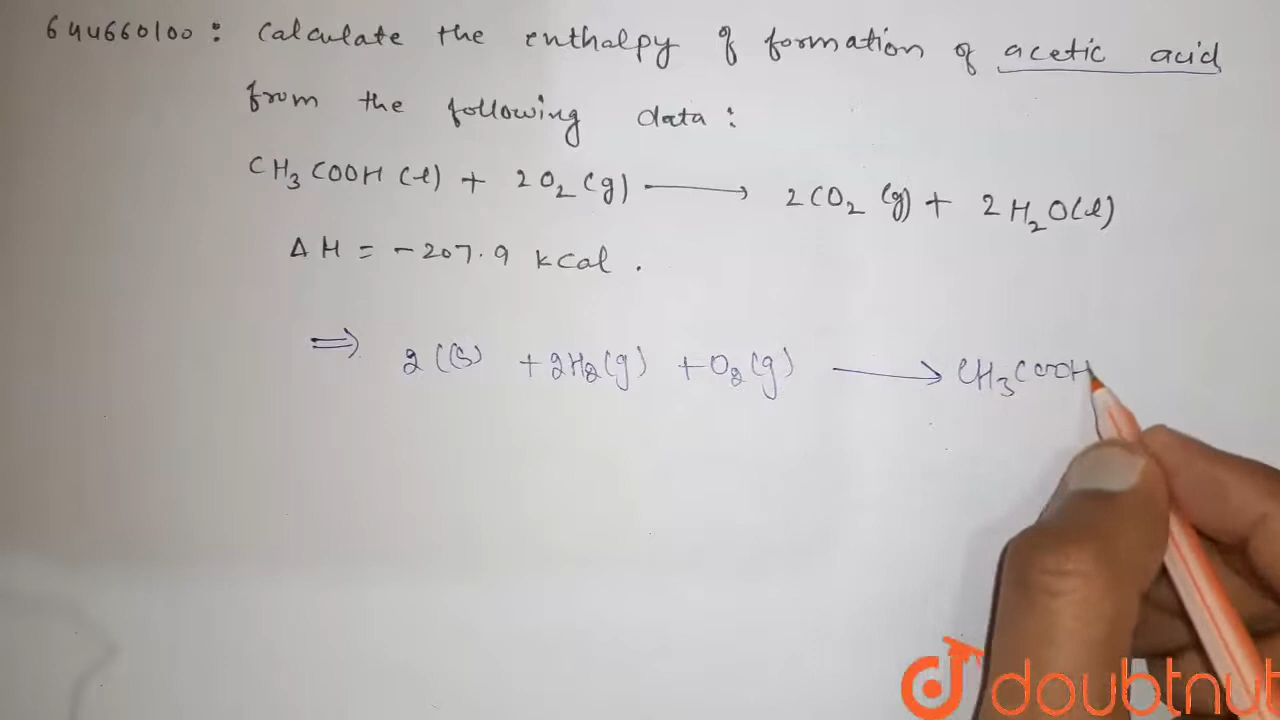 644660100: Calculate the enthalpy of formation of acetic acid
from the following data:
CH3COOH(l) + 2O2(g) ⟶ 2CO2(g) + 2H2O(l)
ΔH = -207.9 kcal.
⇒ 2C(s) + 2H2(g) + O2(g) ⟶ CH3COOH
doubtnut